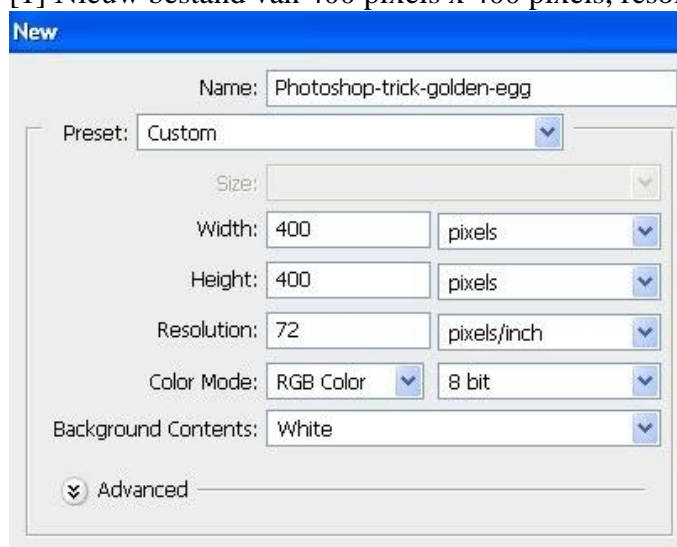 [1] Nieuw bestand van 400 pixels x 400 pixels, resol
New
Name: Photoshop-trick-golden-egg
Preset: Custom
Size:
Width: 400 pixels
Height: 400 pixels
Resolution: 72 pixels/inch
Color Mode: RGB Color 8 bit
Background Contents: White
Advanced